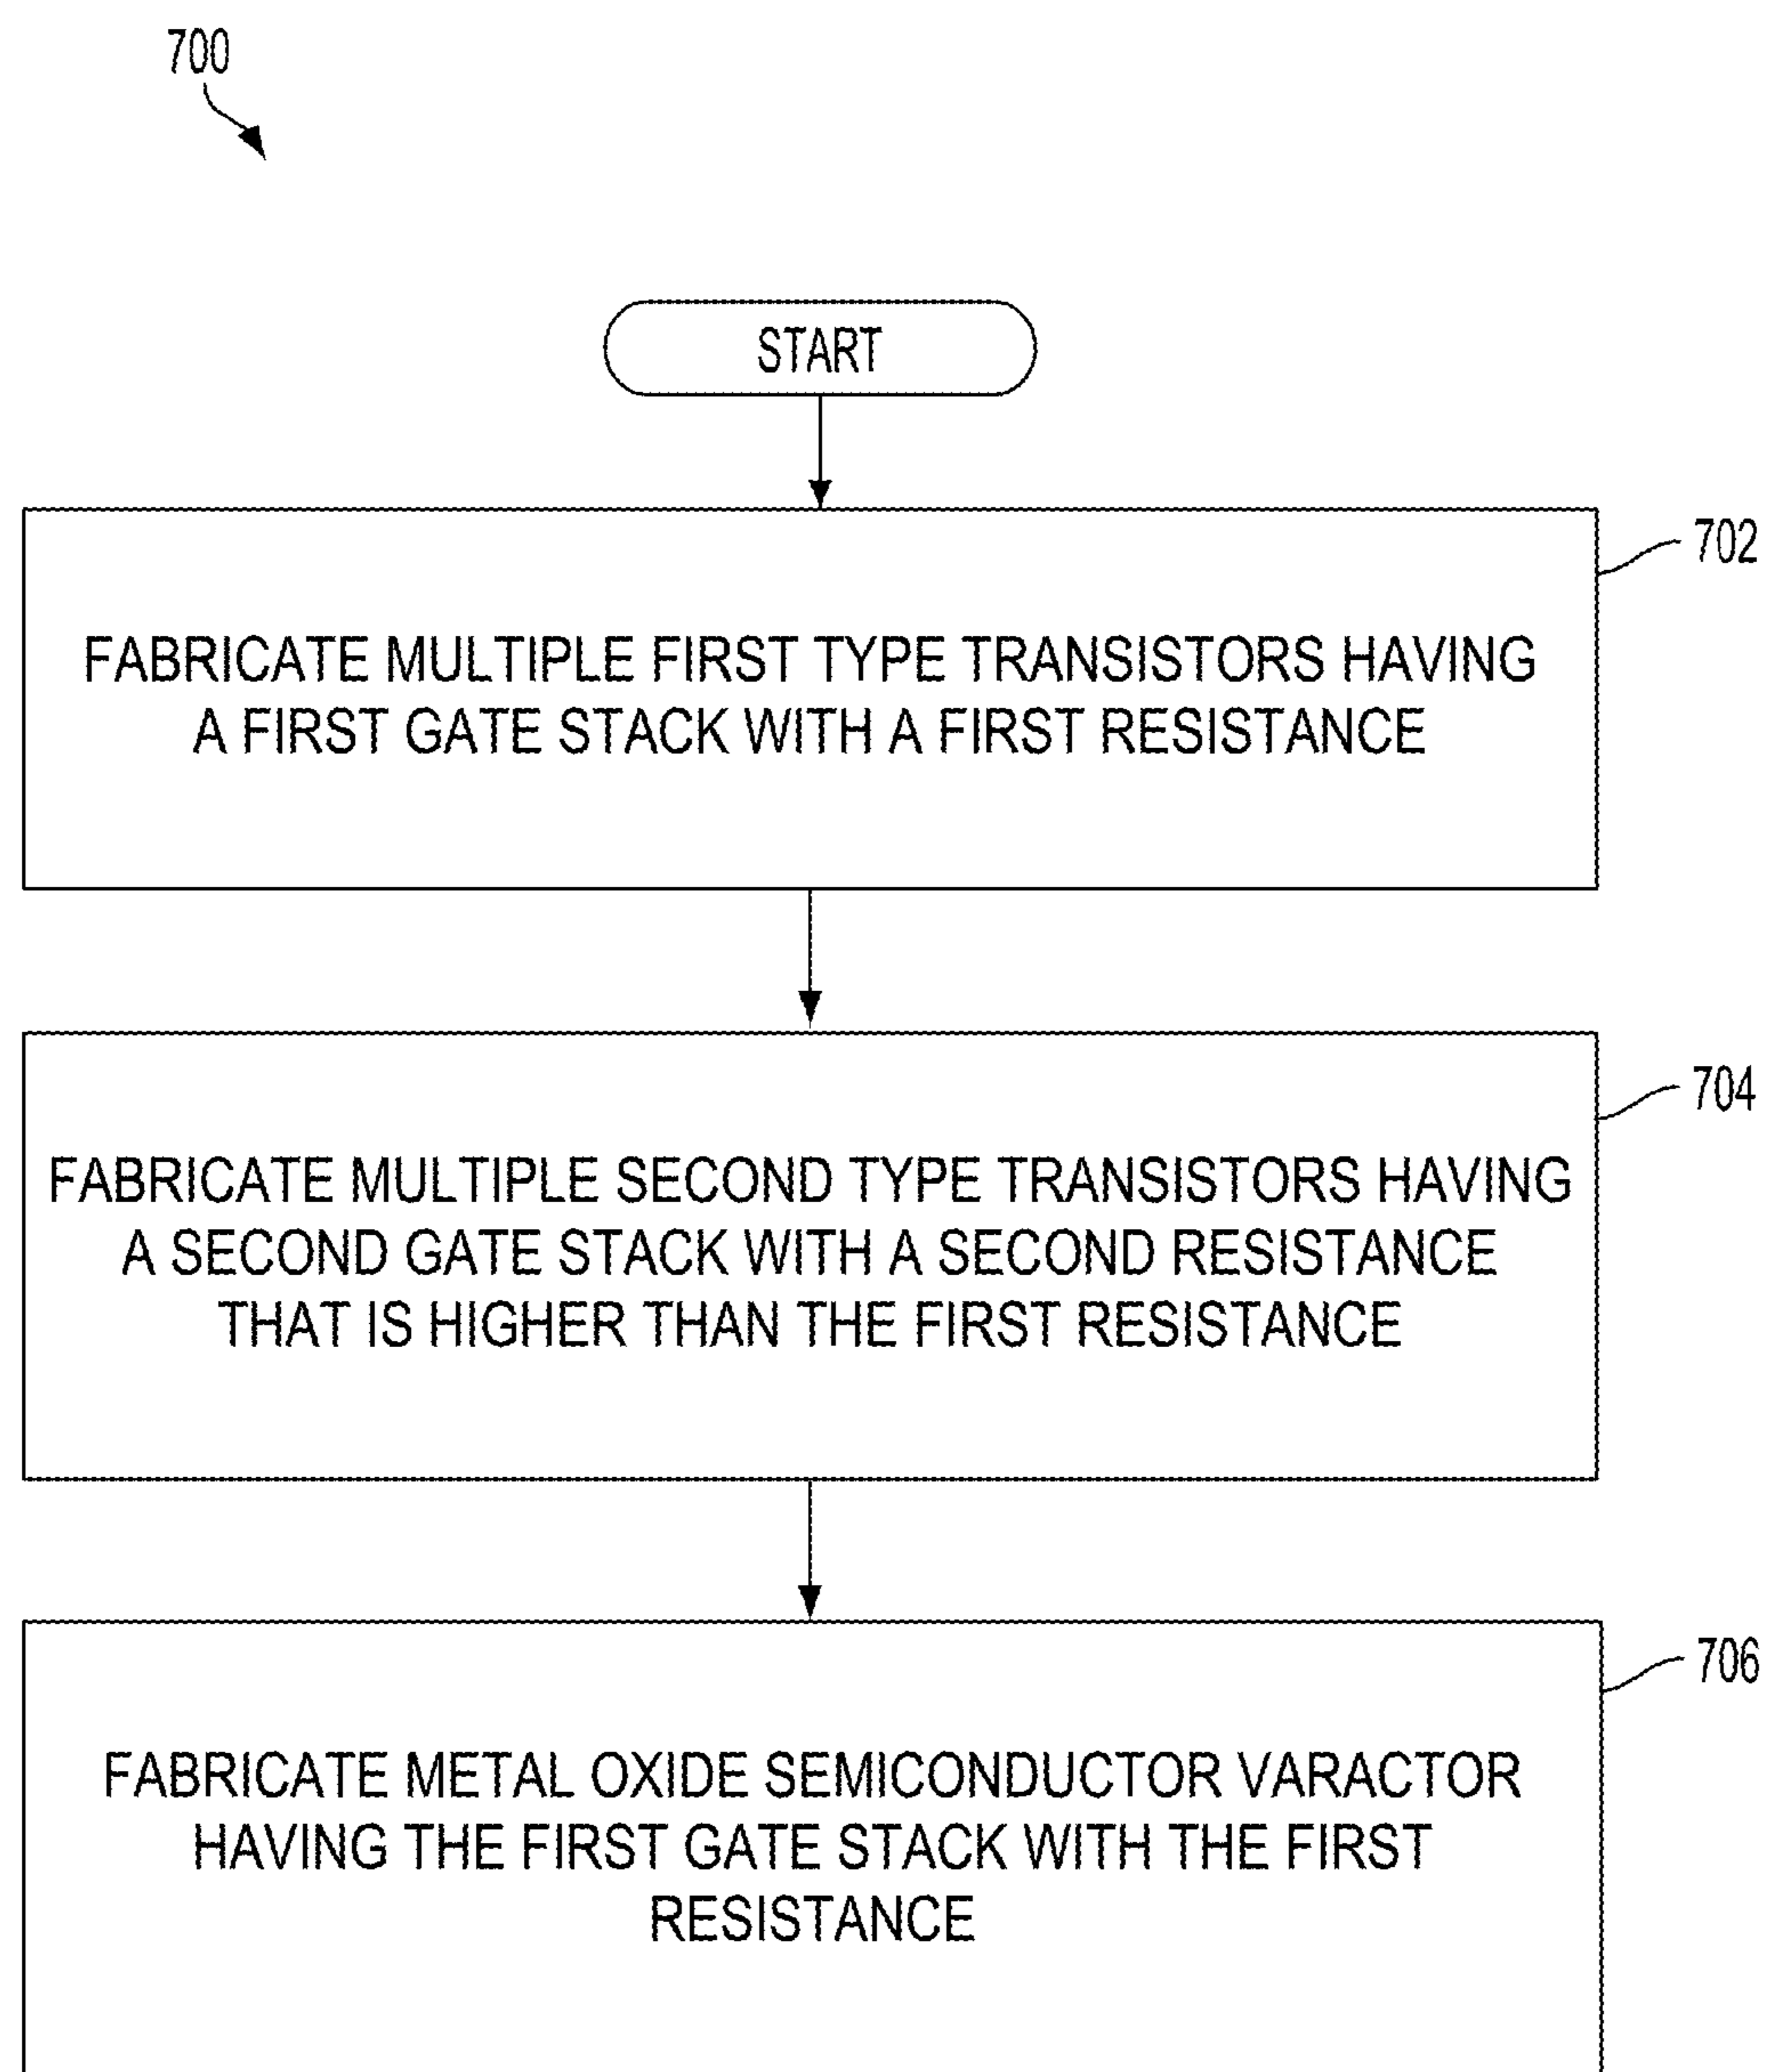 700
START
702
FABRICATE MULTIPLE FIRST TYPE TRANSISTORS HAVING
A FIRST GATE STACK WITH A FIRST RESISTANCE
704
FABRICATE MULTIPLE SECOND TYPE TRANSISTORS HAVING
A SECOND GATE STACK WITH A SECOND RESISTANCE
THAT IS HIGHER THAN THE FIRST RESISTANCE
706
FABRICATE METAL OXIDE SEMICONDUCTOR VARACTOR
HAVING THE FIRST GATE STACK WITH THE FIRST
RESISTANCE